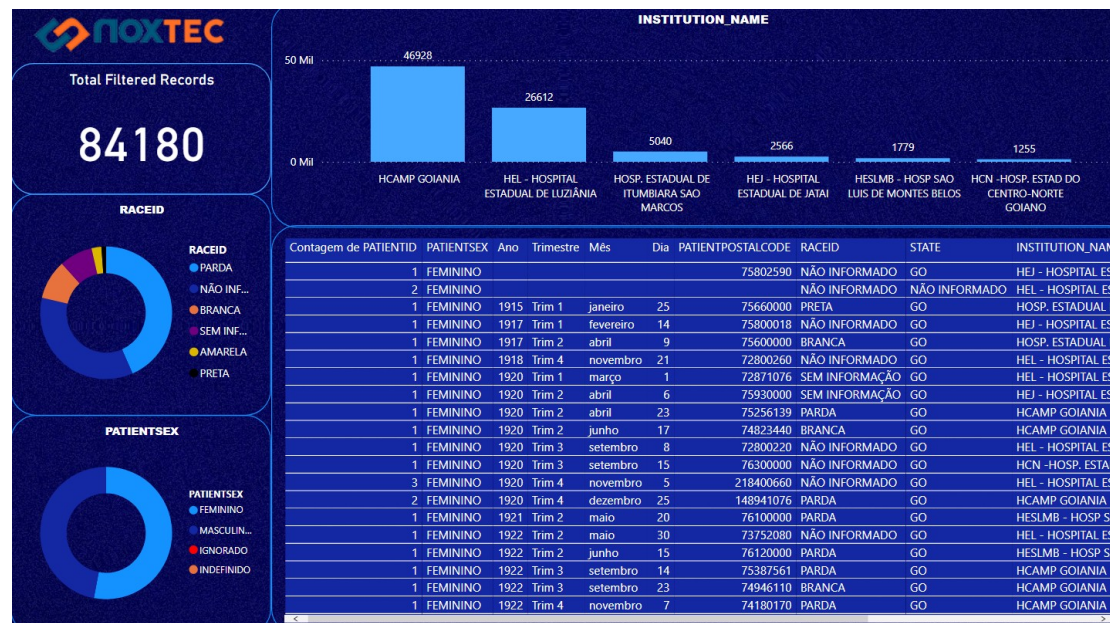 NOXTEC
Total Filtered Records
84180
INSTITUTION_NAME
50 Mil
0 Mil
46928
26612
5040
2566
1779
1255
HCAMP GOIANIA
HEL - HOSPITAL
ESTADUAL DE LUZIÂNIA
HOSP. ESTADUAL DE
ITUMBIARA SAO
MARCOS
HEJ - HOSPITAL
ESTADUAL DE JATAI
HESLMB - HOSP SAO
LUIS DE MONTES BELOS
HCN -HOSP. ESTAD DO
CENTRO-NORTE
GOIANO
RACEID
RACEID
PARDA
NÃO INF...
BRANCA
SEM INF...
AMARELA
PRETA
PATIENTSEX
PATIENTSEX
FEMININO
MASCULIN...
IGNORADO
INDEFINIDO
Contagem de PATIENTID PATIENTSEX Ano Trimestre Mês Dia PATIENTPOSTALCODE RACEID STATE INSTITUTION_NAM
1 FEMININO 75802590 NÃO INFORMADO GO HEJ - HOSPITAL ES
2 FEMININO NÃO INFORMADO NÃO INFORMADO HEL - HOSPITAL ES
1 FEMININO 1915 Trim 1 janeiro 25 75660000 PRETA GO HOSP. ESTADUAL
1 FEMININO 1917 Trim 1 fevereiro 14 75800018 NÃO INFORMADO GO HEJ - HOSPITAL ES
1 FEMININO 1917 Trim 2 abril 9 75600000 BRANCA GO HOSP. ESTADUAL
1 FEMININO 1918 Trim 4 novembro 21 72800260 NÃO INFORMADO GO HEL - HOSPITAL ES
1 FEMININO 1920 Trim 1 março 1 72871076 SEM INFORMAÇÃO GO HEL - HOSPITAL ES
1 FEMININO 1920 Trim 2 abril 6 75930000 SEM INFORMAÇÃO GO HEJ - HOSPITAL ES
1 FEMININO 1920 Trim 2 abril 23 75256139 PARDA GO HCAMP GOIANIA
1 FEMININO 1920 Trim 2 junho 17 74823440 BRANCA GO HCAMP GOIANIA
1 FEMININO 1920 Trim 3 setembro 8 72800220 NÃO INFORMADO GO HEL - HOSPITAL ES
1 FEMININO 1920 Trim 3 setembro 15 76300000 NÃO INFORMADO GO HCN -HOSP. ESTA
3 FEMININO 1920 Trim 4 novembro 5 218400660 NÃO INFORMADO GO HEL - HOSPITAL ES
2 FEMININO 1920 Trim 4 dezembro 25 148941076 PARDA GO HCAMP GOIANIA
1 FEMININO 1921 Trim 2 maio 20 76100000 PARDA GO HESLMB - HOSP S
1 FEMININO 1922 Trim 2 maio 30 73752080 NÃO INFORMADO GO HEL - HOSPITAL ES
1 FEMININO 1922 Trim 2 junho 15 76120000 PARDA GO HESLMB - HOSP S
1 FEMININO 1922 Trim 3 setembro 14 75387561 PARDA GO HCAMP GOIANIA
1 FEMININO 1922 Trim 3 setembro 23 74946110 BRANCA GO HCAMP GOIANIA
1 FEMININO 1922 Trim 4 novembro 7 74180170 PARDA GO HCAMP GOIANIA